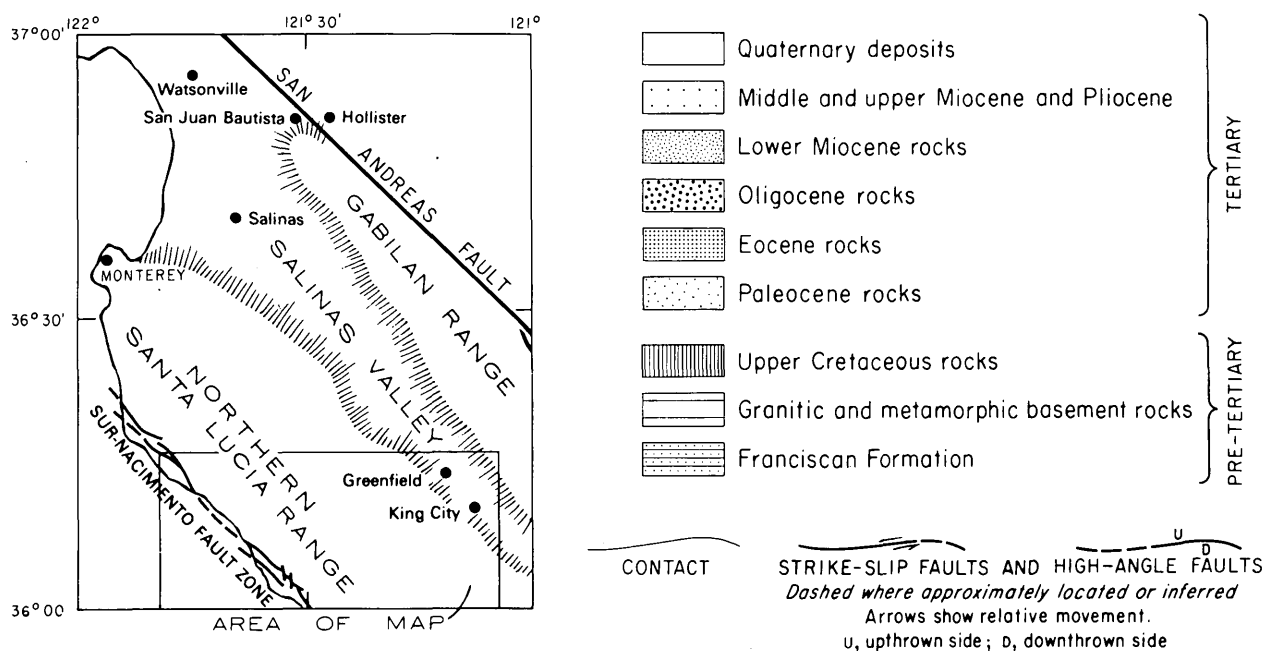 122°
121° 30'
121°
37° 00'
36° 30'
36° 00'
Watsonville
San Juan Bautista
Hollister
Salinas
MONTEREY
Greenfield
King City
SAN ANDREAS FAULT
GABILAN RANGE
SALINAS VALLEY
NORTHERN
SANTA LUCIA RANGE
SUR-NACIMIENTO FAULT ZONE
AREA OF MAP
Quaternary deposits
Middle and upper Miocene and Pliocene
Lower Miocene rocks
Oligocene rocks
Eocene rocks
Paleocene rocks
TERTIARY
Upper Cretaceous rocks
Granitic and metamorphic basement rocks
Franciscan Formation
PRE-TERTIARY
CONTACT
U
D
STRIKE-SLIP FAULTS AND HIGH-ANGLE FAULTS
Dashed where approximately located or inferred
Arrows show relative movement.
U, upthrown side; D, downthrown side